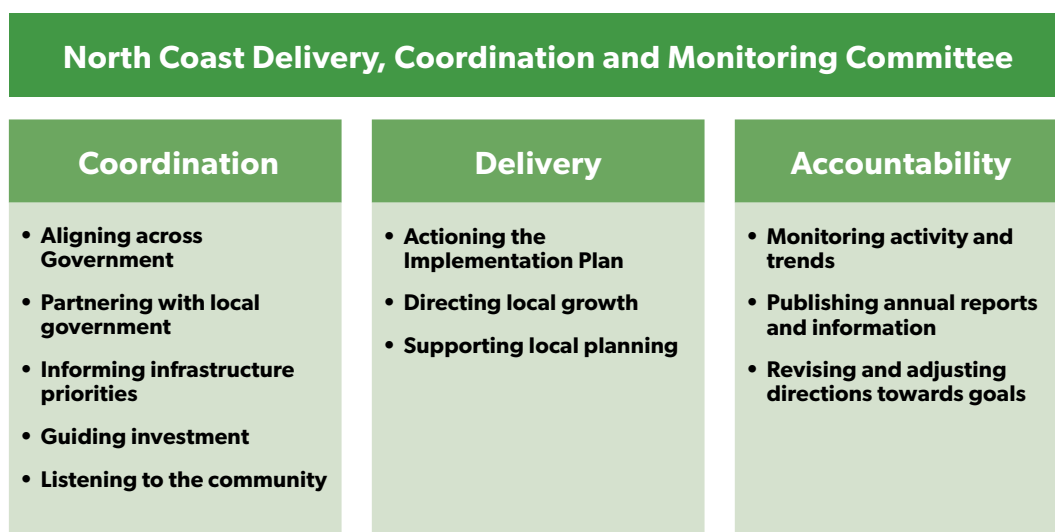 North Coast Delivery, Coordination and Monitoring Committee
Coordination
• Aligning across
Government
• Partnering with local
government
• Informing infrastructure
priorities
• Guiding investment
• Listening to the community
Delivery
• Actioning the
Implementation Plan
• Directing local growth
• Supporting local planning
Accountability
• Monitoring activity and
trends
• Publishing annual reports
and information
• Revising and adjusting
directions towards goals